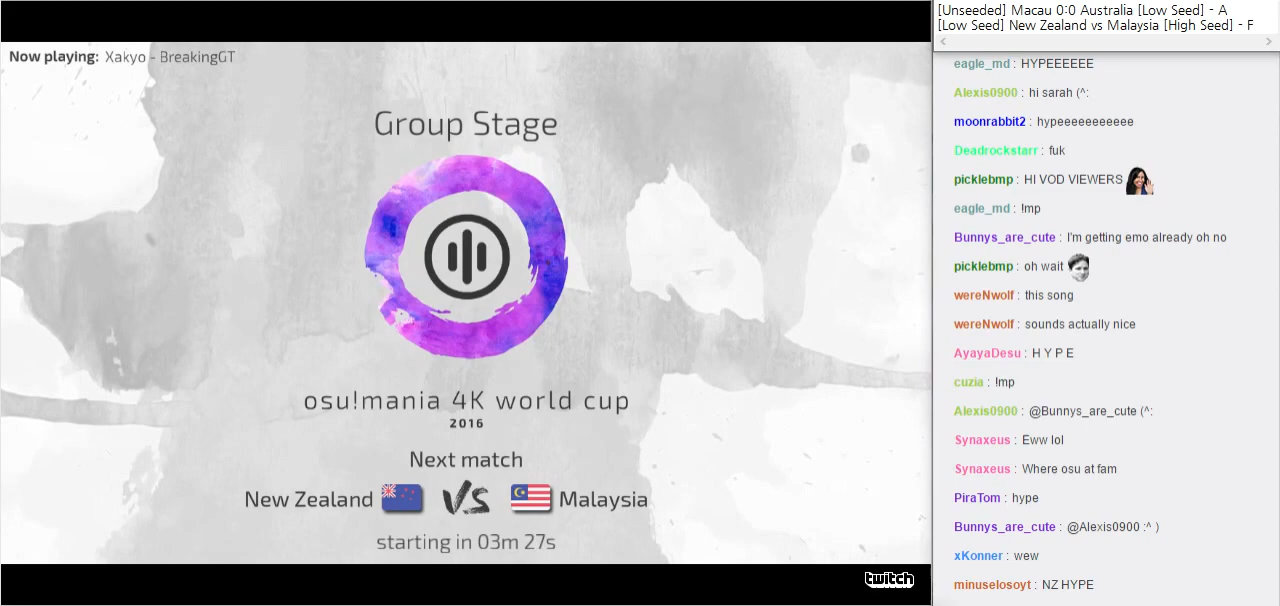 [Unseeded] Macau 0:0 Australia [Low Seed] - A
[Low Seed] New Zealand vs Malaysia [High Seed] - F
Now playing: Xakyo - BreakingGT
Group Stage
osu!mania 4K world cup
2016
Next match
New Zealand VS Malaysia
starting in 03m 27s
twitch
eagle_md : HYPEEEEEE
Alexis0900 : hi sarah (^:
moonrabbit2 : hypeeeeeeeeeee
Deadrockstarr : fuk
picklebmp : HI VOD VIEWERS
eagle_md : !mp
Bunnys_are_cute : I'm getting emo already oh no
picklebmp : oh wait
wereNwolf : this song
wereNwolf : sounds actually nice
AyayaDesu : H Y P E
cuzia : !mp
Alexis0900 : @Bunnys_are_cute (^:
Synaxeus : Eww lol
Synaxeus : Where osu at fam
PiraTom : hype
Bunnys_are_cute : @Alexis0900 :^ )
xKonner : wew
minuselosoyt : NZ HYPE